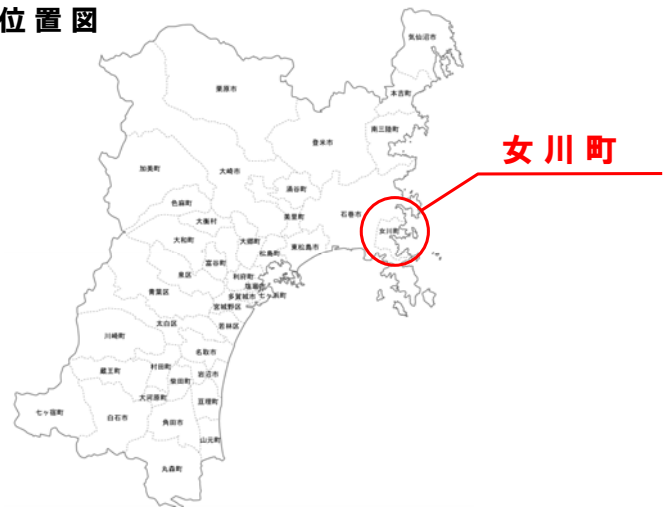 位置図
気仙沼市
栗原市
本吉町
南三陸町
登米市
女川町
加美町
大崎市
涌谷町
色麻町
美里町
石巻市
大衡村
女川町
大和町
大郷町
東松島市
松島町
富谷町
泉区
利府町
塩竈市
青葉区
多賀城市
七ヶ浜町
宮城野区
太白区
若林区
川崎町
名取市
蔵王町
村田町
岩沼市
柴田町
大河原町
亘理町
七ヶ宿町
白石市
角田市
山元町
丸森町